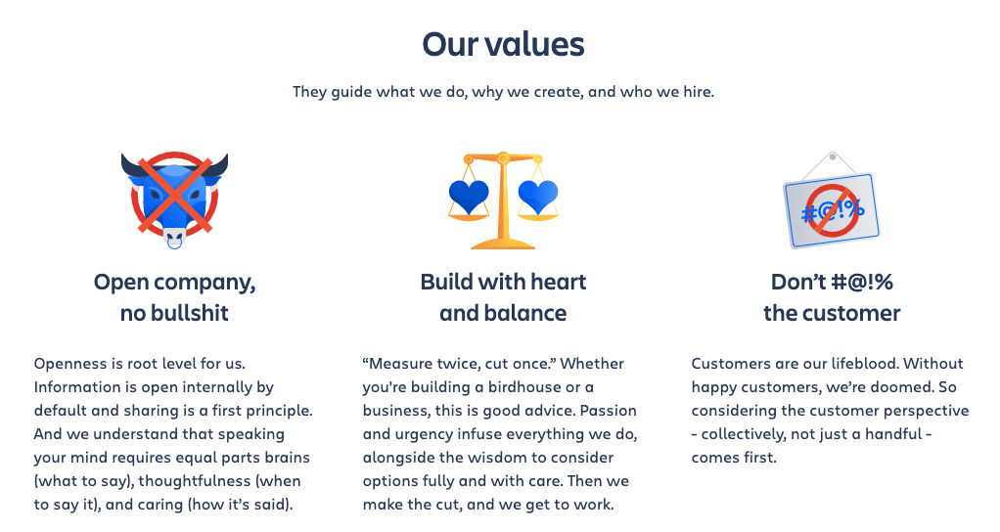 Our values
They guide what we do, why we create, and who we hire.
#@!%
Open company,
no bullshit
Openness is root level for us.
Information is open internally by
default and sharing is a first principle.
And we understand that speaking
your mind requires equal parts brains
(what to say), thoughtfulness (when
to say it), and caring (how it’s said).
Build with heart
and balance
“Measure twice, cut once.” Whether
you're building a birdhouse or a
business, this is good advice. Passion
and urgency infuse everything we do,
alongside the wisdom to consider
options fully and with care. Then we
make the cut, and we get to work.
Don’t #@!%
the customer
Customers are our lifeblood. Without
happy customers, we’re doomed. So
considering the customer perspective
- collectively, not just a handful -
comes first.